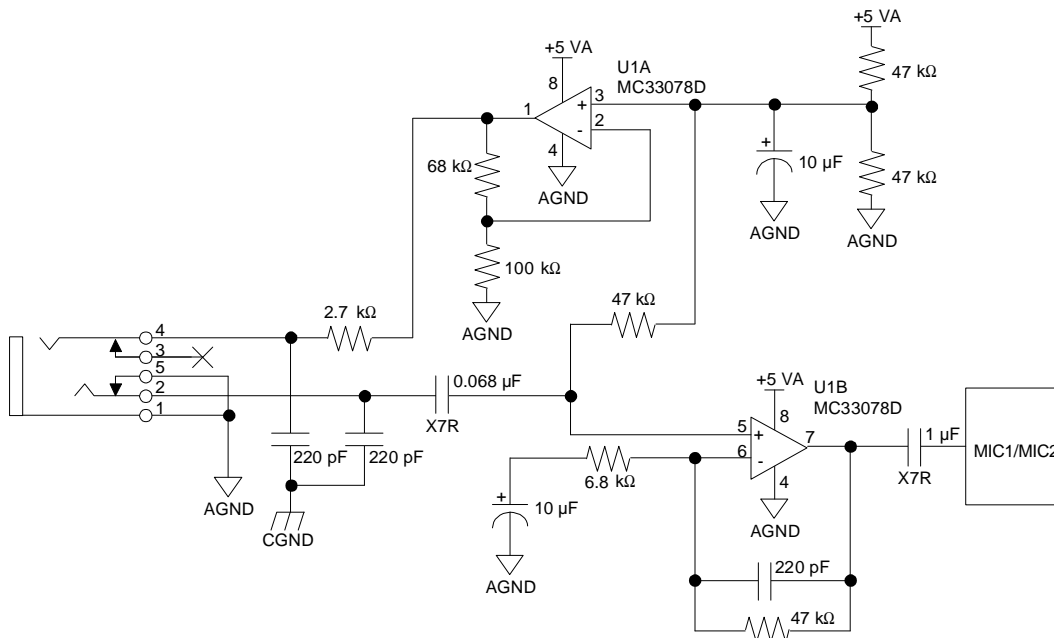 +5 VA
+5 VA
U1A
MC33078D
47 kΩ
8
3
1
+
2
-
4
AGND
68 kΩ
+
10 µF
47 kΩ
AGND
AGND
100 kΩ
AGND
2.7 kΩ
47 kΩ
4
3
5
2
1
0.068 µF
X7R
+5 VA
U1B
MC33078D
8
5
+
7
6
-
4
1 µF
MIC1/MIC2
X7R
220 pF
220 pF
6.8 kΩ
+
10 µF
AGND
AGND
CGND
AGND
220 pF
47 kΩ